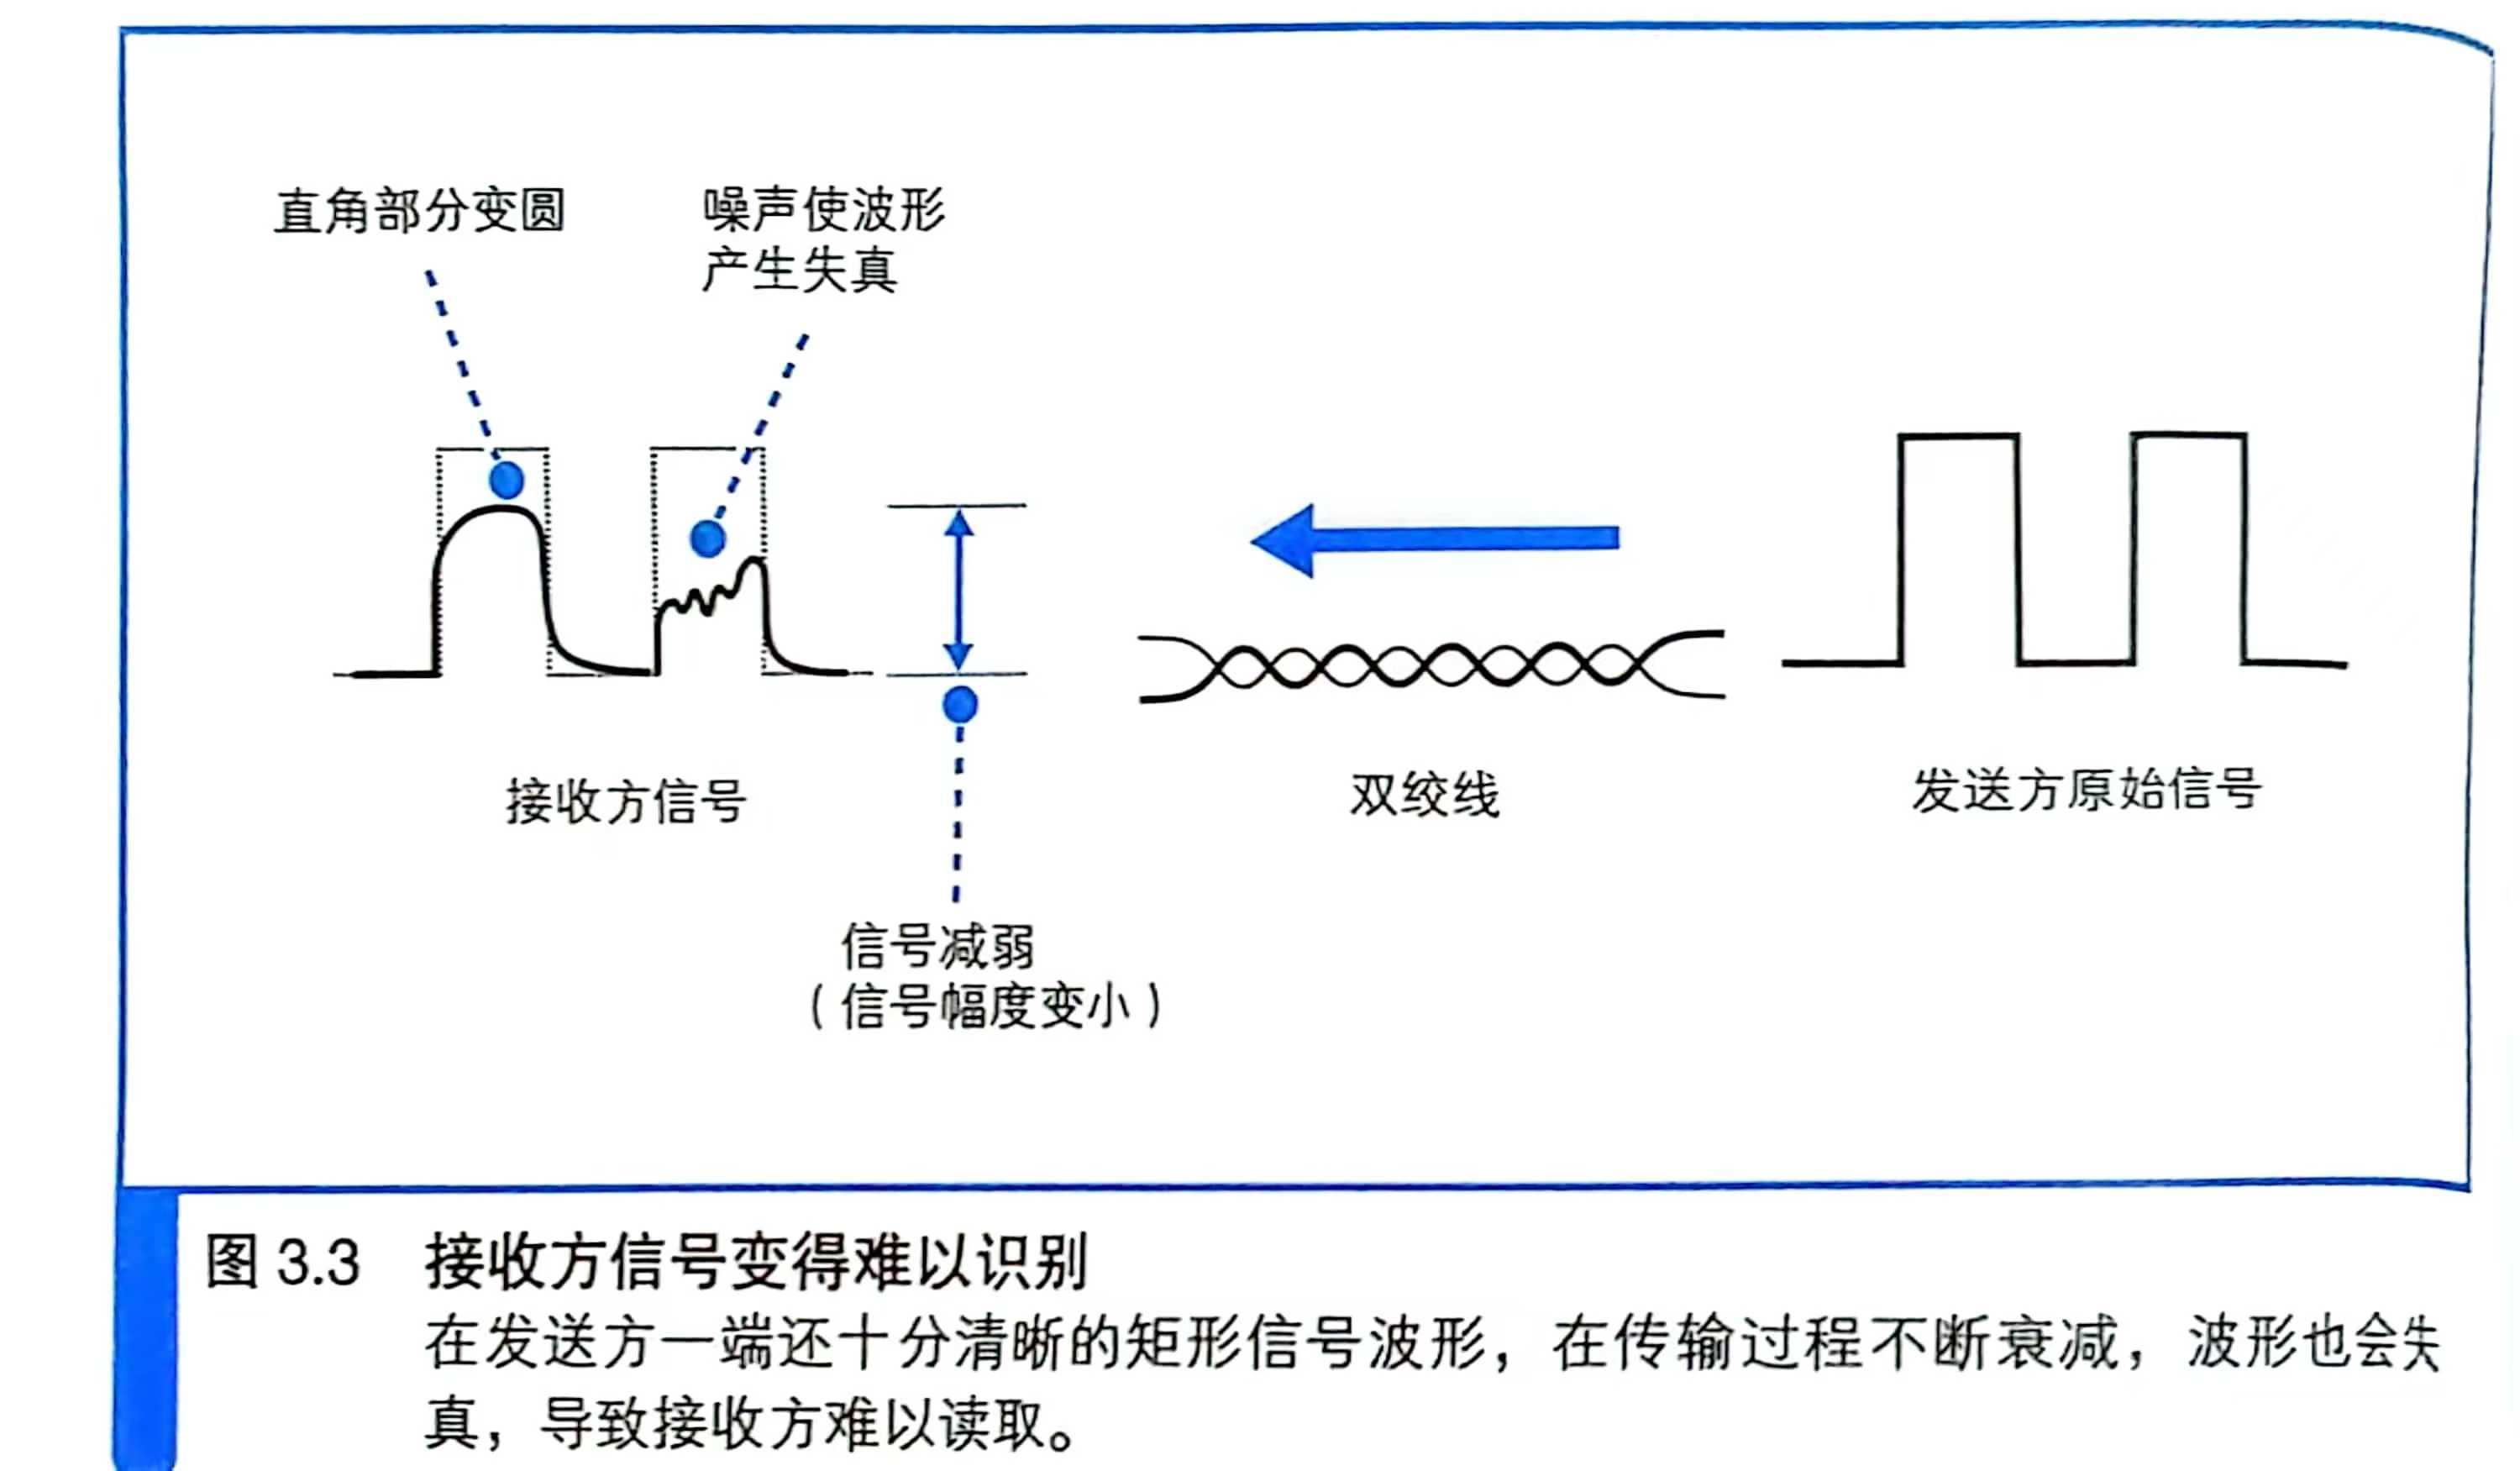 直角部分变圆
噪声使波形
产生失真
接收方信号
双绞线
发送方原始信号
信号减弱
（信号幅度变小）
图 3.3 接收方信号变得难以识别
在发送方一端还十分清晰的矩形信号波形，在传输过程不断衰减，波形也会失
真，导致接收方难以读取。